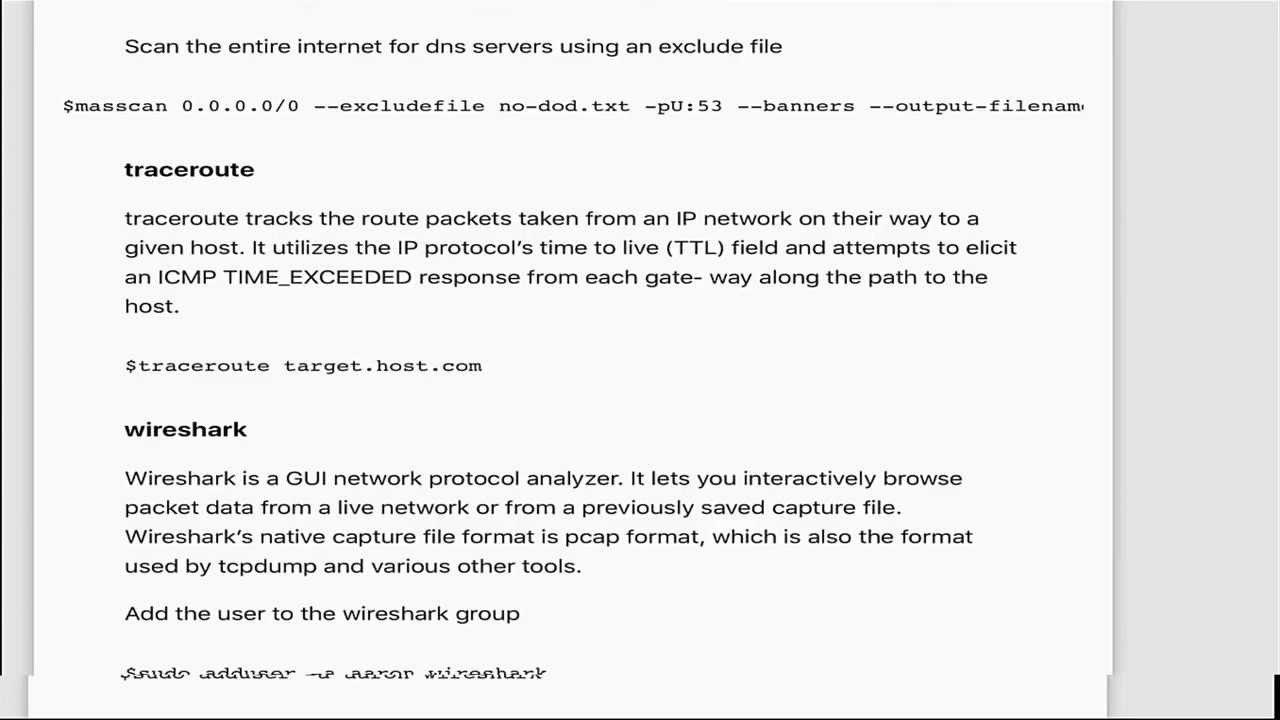 Scan the entire internet for dns servers using an exclude file
$masscan 0.0.0.0/0 --excludefile no-dod.txt -pU:53 --banners --output-filename
traceroute
traceroute tracks the route packets taken from an IP network on their way to a
given host. It utilizes the IP protocol’s time to live (TTL) field and attempts to elicit
an ICMP TIME_EXCEEDED response from each gate- way along the path to the
host.
$traceroute target.host.com
wireshark
Wireshark is a GUI network protocol analyzer. It lets you interactively browse
packet data from a live network or from a previously saved capture file.
Wireshark’s native capture file format is pcap format, which is also the format
used by tcpdump and various other tools.
Add the user to the wireshark group
$sudo adduser -a aaron wireshark